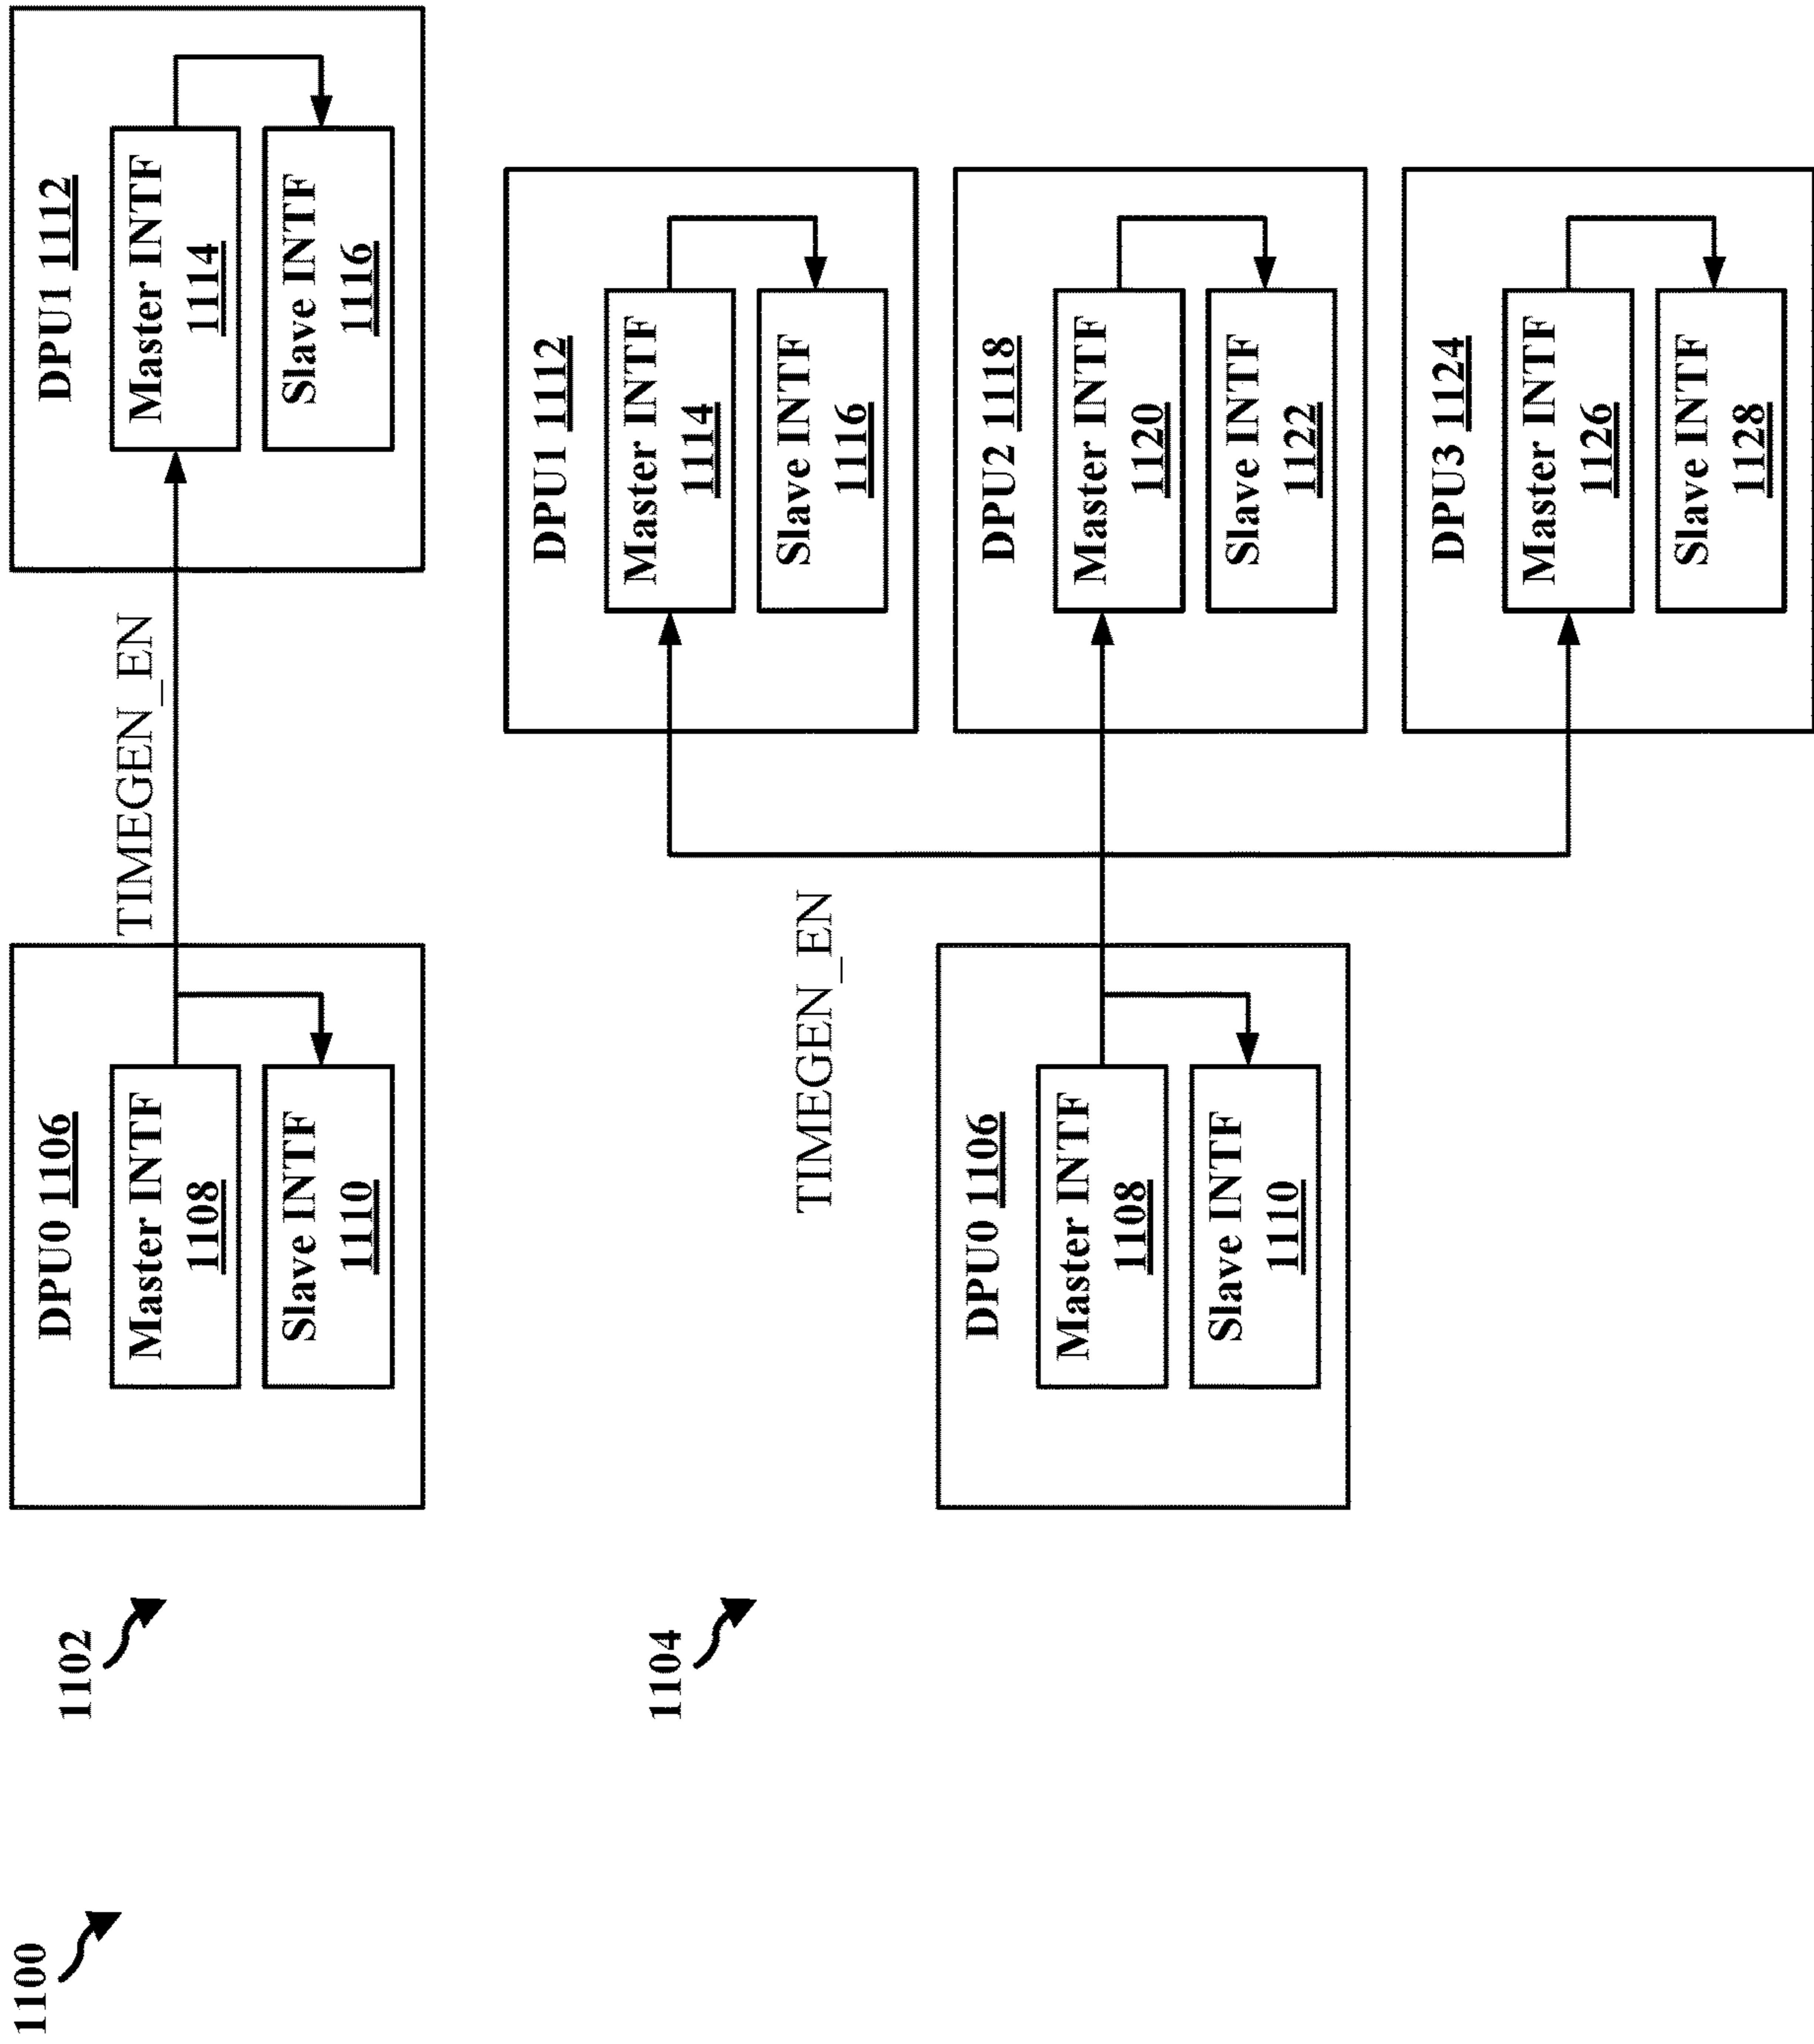 1100
1102
DPU0 1106
Master INTF
1108
Slave INTF
1110
TIMEGEN_EN
DPU1 1112
Master INTF
1114
Slave INTF
1116
1104
TIMEGEN_EN
DPU0 1106
Master INTF
1108
Slave INTF
1110
DPU1 1112
Master INTF
1114
Slave INTF
1116
DPU2 1118
Master INTF
1120
Slave INTF
1122
DPU3 1124
Master INTF
1126
Slave INTF
1128